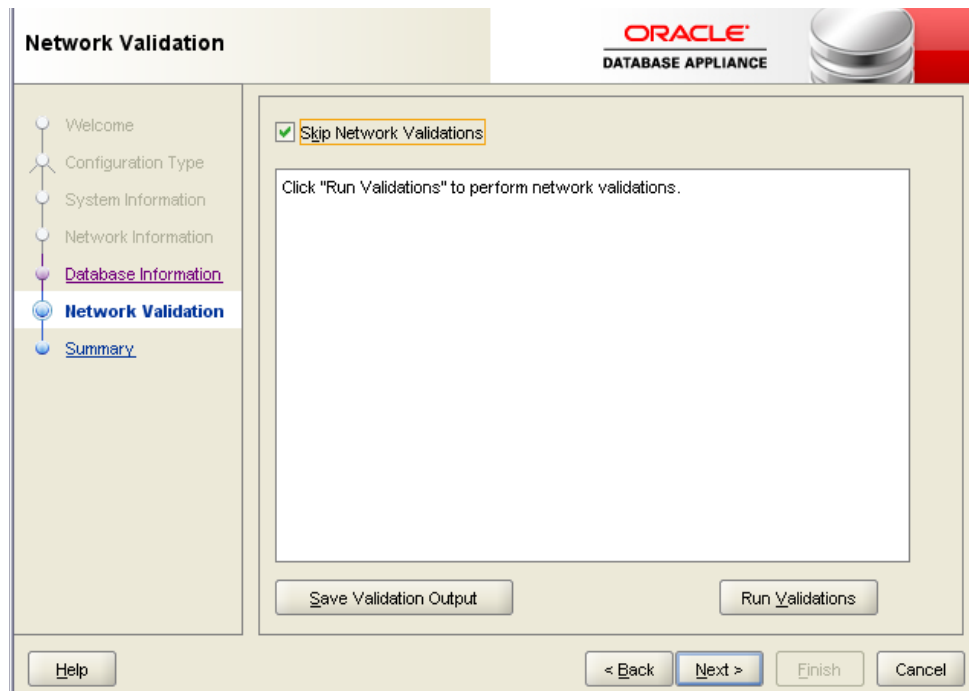 Network Validation
ORACLE
DATABASE APPLIANCE
Welcome
Configuration Type
System Information
Network Information
Database Information
Network Validation
Summary
Skip Network Validations
Click "Run Validations" to perform network validations.
Save Validation Output
Run Validations
Help
< Back
Next >
Finish
Cancel